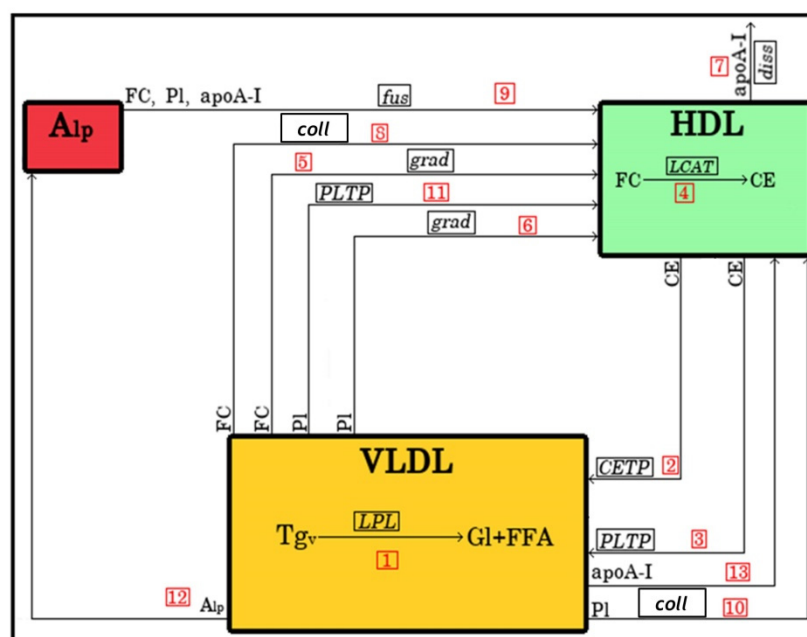 apoA-I
diss
7
FC, Pl, apoA-I
fus
9
Alp
HDL
coll
8
5
grad
LCAT
FC
CE
4
PLTP
11
grad
6
CE
CE
FC
FC
Pl
Pl
VLDL
CETP
2
LPL
Tgv
Gl+FFA
1
PLTP
3
apoA-I
13
12
Alp
Pl
coll
10